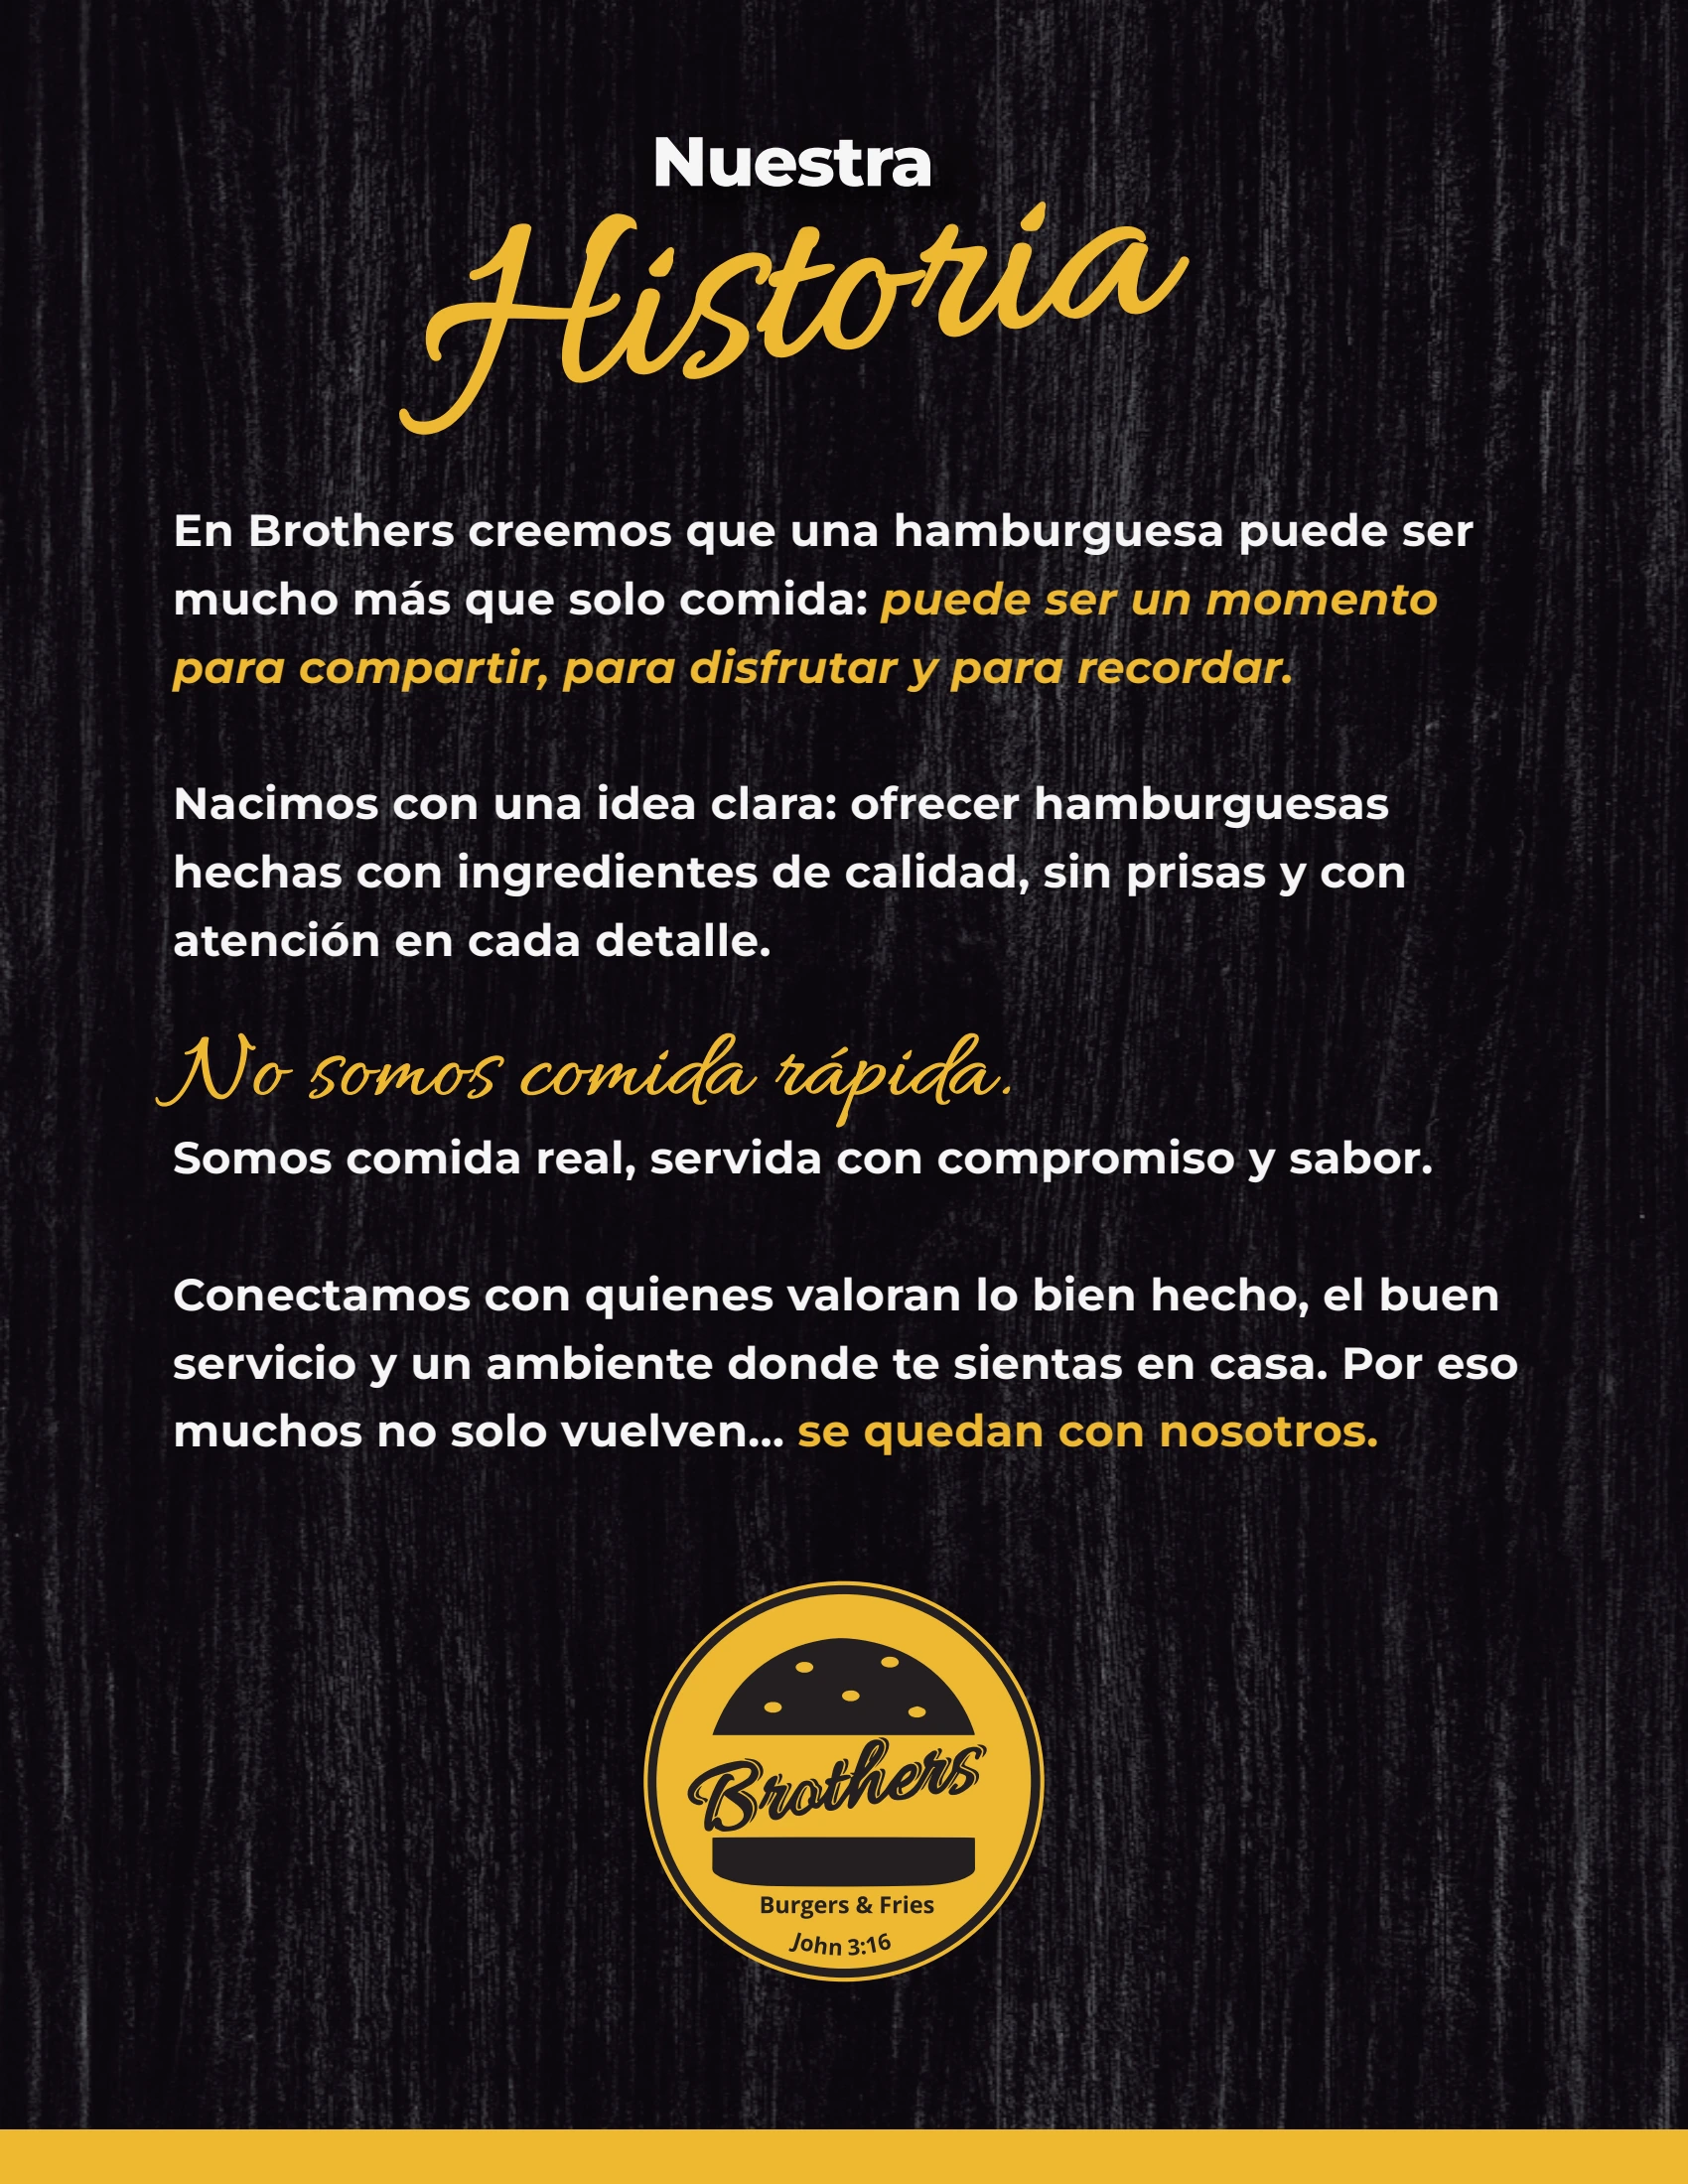 Nuestra
Historia
En Brothers creemos que una hamburguesa puede ser
mucho más que solo comida: puede ser un momento
para compartir, para disfrutar y para recordar.
Nacimos con una idea clara: ofrecer hamburguesas
hechas con ingredientes de calidad, sin prisas y con
atención en cada detalle.
No somos comida rápida.
Somos comida real, servida con compromiso y sabor.
Conectamos con quienes valoran lo bien hecho, el buen
servicio y un ambiente donde te sientas en casa. Por eso
muchos no solo vuelven... se quedan con nosotros.
Brothers
Burgers & Fries
John 3:16